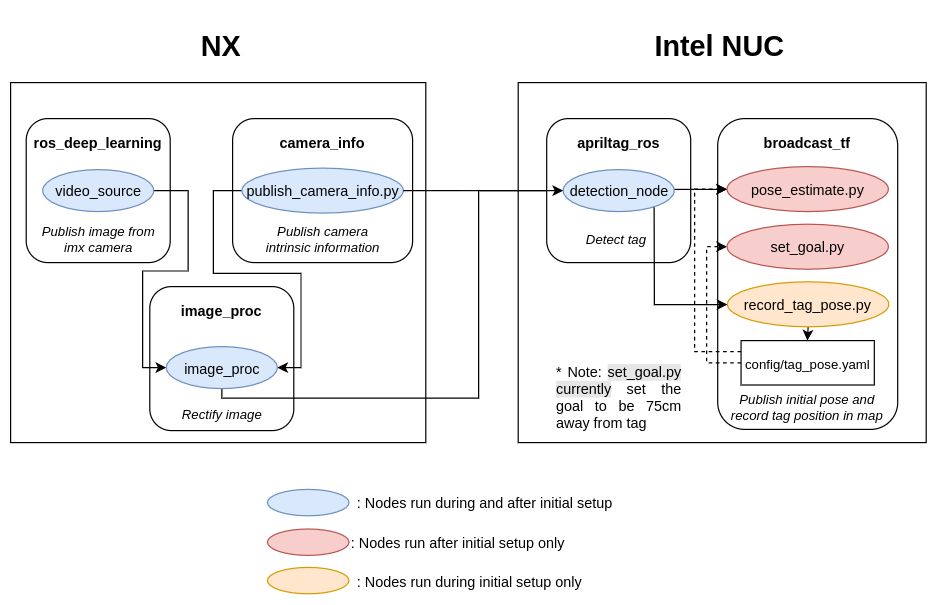 NX
Intel NUC
ros_deep_learning
video_source
Publish image from
imx camera
camera_info
publish_camera_info.py
Publish camera
intrinsic information
image_proc
image_proc
Rectify image
apriltag_ros
detection_node
Detect tag
broadcast_tf
pose_estimate.py
set_goal.py
record_tag_pose.py
config/tag_pose.yaml
Publish initial pose and
record tag position in map
* Note: set_goal.py
currently set the
goal to be 75cm
away from tag
: Nodes run during and after initial setup
: Nodes run after initial setup only
: Nodes run during initial setup only